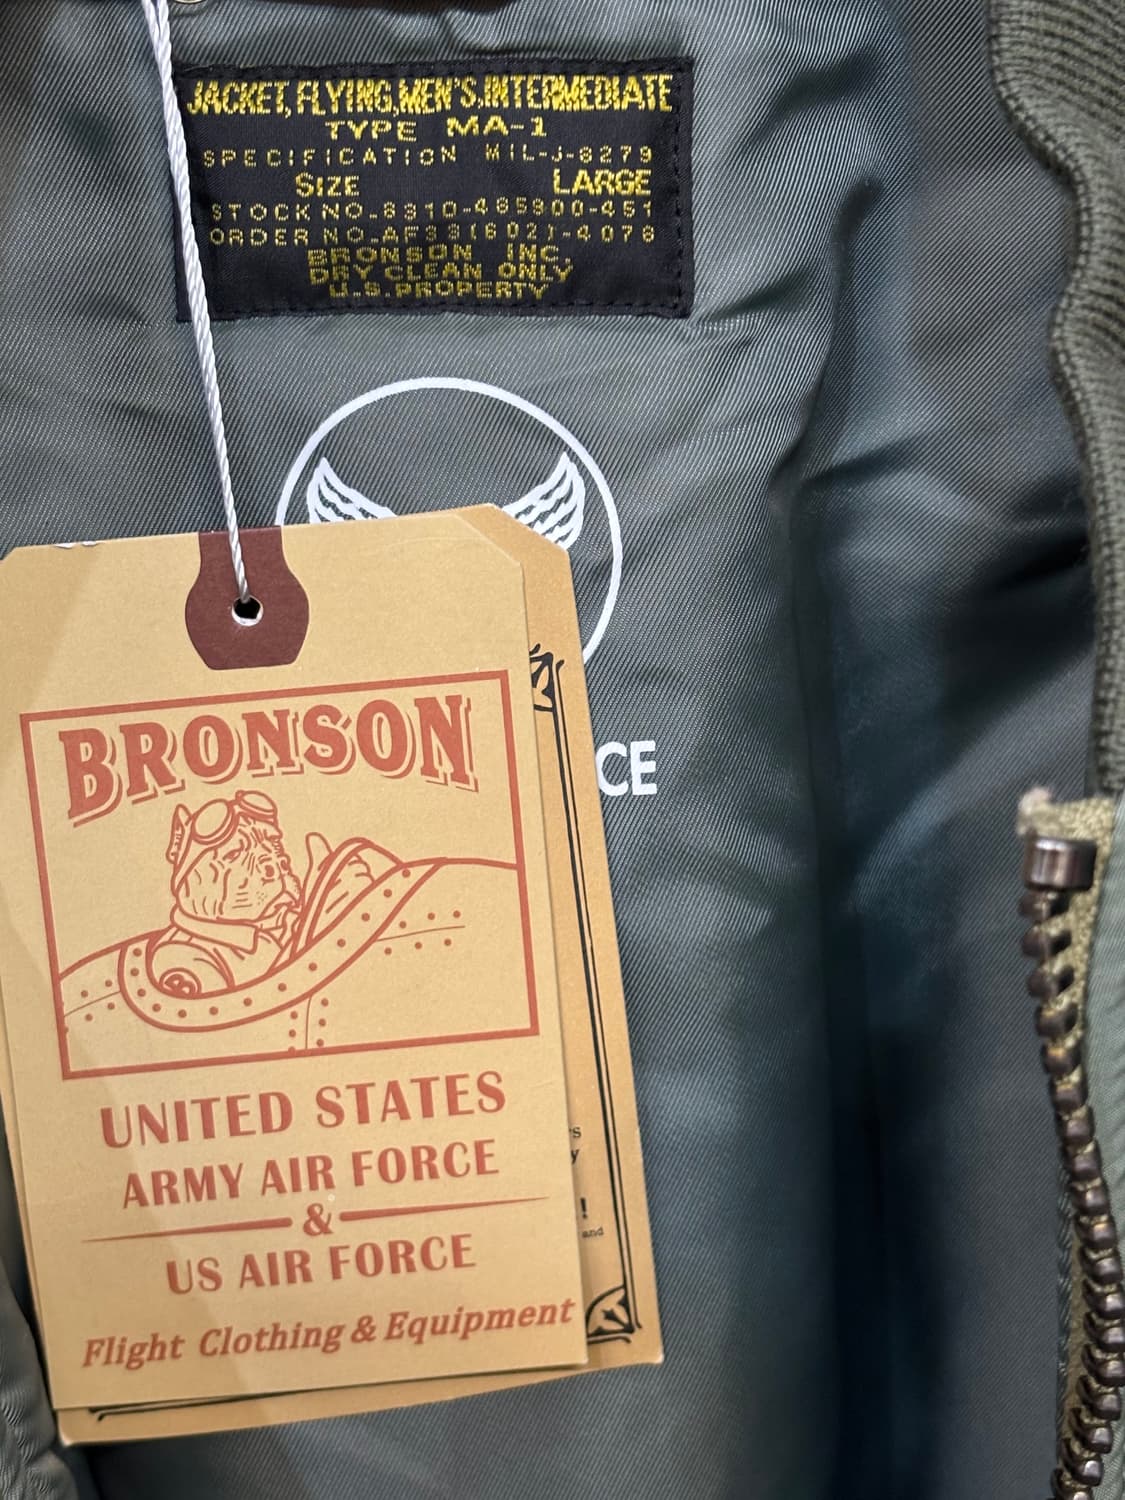 JACKET, FLYING, MEN'S, INTERMEDIATE
TYPE MA-1
SPECIFICATION MIL-J-8279
SIZE LARGE
STOCK NO. 8310-485900-451
ORDER NO. AF33(602)-4076
BRONSON INC.
DRY CLEAN ONLY
U.S. PROPERTY
CE
BRONSON
B
UNITED STATES
ARMY AIR FORCE
&
US AIR FORCE
Flight Clothing & Equipment
!
and